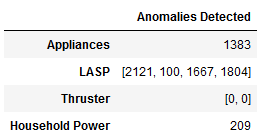 Anomalies Detected
Appliances 1383
LASP [2121, 100, 1667, 1804]
Thruster [0, 0]
Household Power 209